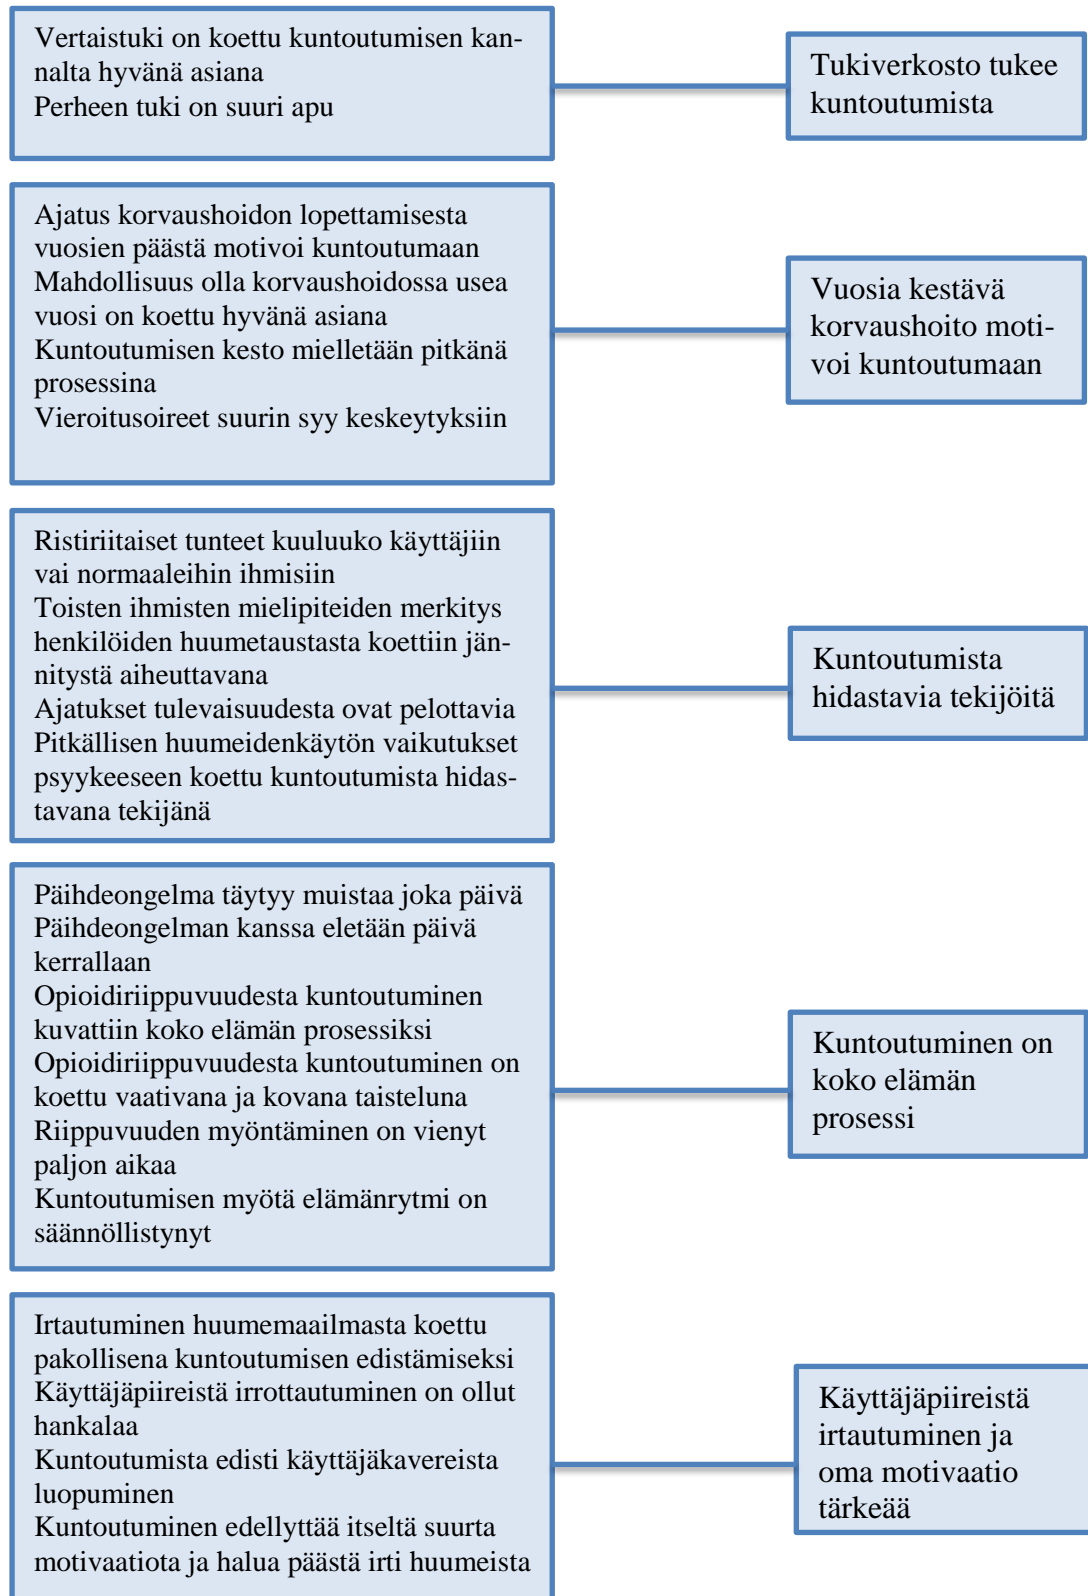 Vertaistuki on koettu kuntoutumisen kan-
nalta hyvänä asiana
Perheen tuki on suuri apu
Tukiverkosto tukee
kuntoutumista
Ajatus korvaushoidon lopettamisesta
vuosien päästä motivoi kuntoutumaan
Mahdollisuus olla korvaushoidossa usea
vuosi on koettu hyvänä asiana
Kuntoutumisen kesto mielletään pitkänä
prosessina
Vieroitusoireet suurin syy keskeytyksiin
Vuosia kestävä
korvaushoito moti-
voi kuntoutumaan
Ristiriitaiset tunteet kuuluuko käyttäjiin
vai normaaleihin ihmisiin
Toisten ihmisten mielipiteiden merkitys
henkilöiden huumetaustasta koettiin jän-
nitystä aiheuttavana
Ajatukset tulevaisuudesta ovat pelottavia
Pitkällisen huumeidenkäytön vaikutukset
psyykeeseen koettu kuntoutumista hidas-
tavana tekijänä
Kuntoutumista
hidastavia tekijöitä
Päihdeongelma täytyy muistaa joka päivä
Päihdeongelman kanssa eletään päivä
kerrallaan
Opioidiriippuvuudesta kuntoutuminen
kuvattiin koko elämän prosessiksi
Opioidiriippuvuudesta kuntoutuminen on
koettu vaativana ja kovana taisteluna
Riippuvuuden myöntäminen on vienyt
paljon aikaa
Kuntoutumisen myötä elämänrytmi on
säännöllistynyt
Kuntoutuminen on
koko elämän
prosessi
Irtautuminen huumemaailmasta koettu
pakollisena kuntoutumisen edistämiseksi
Käyttäjäpiireistä irrottautuminen on ollut
hankalaa
Kuntoutumista edisti käyttäjäkavereista
luopuminen
Kuntoutuminen edellyttää itseltä suurta
motivaatiota ja halua päästä irti huumeista
Käyttäjäpiireistä
irtautuminen ja
oma motivaatio
tärkeää